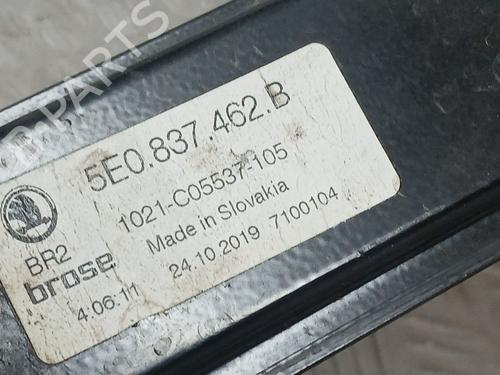 5E0.837.462.B
1021-C05537-105
Made in Slovakia
24.10.2019 7100104
BR2
brose
4.06.11
B-PARTS